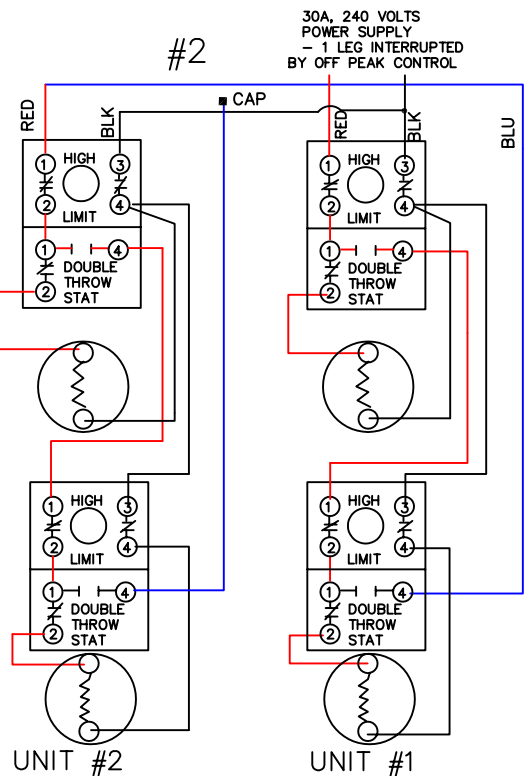 30A, 240 VOLTS
POWER SUPPLY
- 1 LEG INTERRUPTED
BY OFF PEAK CONTROL
#2
CAP
RED
BLK
RED
BLK
BLU
1
HIGH
3
2
LIMIT
4
1
4
DOUBLE
THROW
STAT
2
1
HIGH
3
2
LIMIT
4
1
4
DOUBLE
THROW
STAT
2
1
HIGH
3
2
LIMIT
4
1
4
DOUBLE
THROW
STAT
2
1
HIGH
3
2
LIMIT
4
1
4
DOUBLE
THROW
STAT
2
UNIT #2
UNIT #1